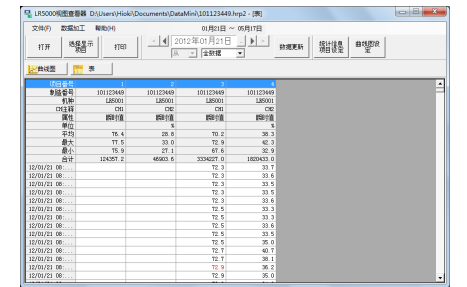 LR5000视图查看器 D:\Users\Hioki\Documents\DataMini\101123449.hrp2 - [表]
文件(F) 数据加工 帮助(H) 01月21日 ～ 05月17日
打开 选择显示项目 打印 2012年01月21日 从 全数据 数据更新 统计信息项目设定 曲线图设定
曲线图 表
项目番号 1 2 3 4
制造番号 101123449 101123449 101123449 101123449
机种 LR5001 LR5001 LR5001 LR5001
CH注释 CH1 CH2 CH1 CH2
属性 瞬时值 瞬时值 瞬时值 瞬时值
单位 % %
平均 76.4 28.8 70.2 38.3
最大 77.5 33.0 72.9 42.3
最小 75.9 27.1 67.6 32.9
合计 124357.2 46903.6 3334227.0 1820433.0
12/01/21 08:... 72.3 33.7
12/01/21 08:... 72.3 33.6
12/01/21 08:... 72.3 33.5
12/01/21 08:... 72.3 33.6
12/01/21 08:... 72.3 33.5
12/01/21 08:... 72.5 33.3
12/01/21 08:... 72.5 33.3
12/01/21 08:... 72.5 33.6
12/01/21 08:... 72.5 33.5
12/01/21 08:... 72.5 35.0
12/01/21 08:... 72.7 40.7
12/01/21 08:... 72.7 38.1
12/01/21 08:... 72.9 36.2
12/01/21 08:... 72.9 35.0